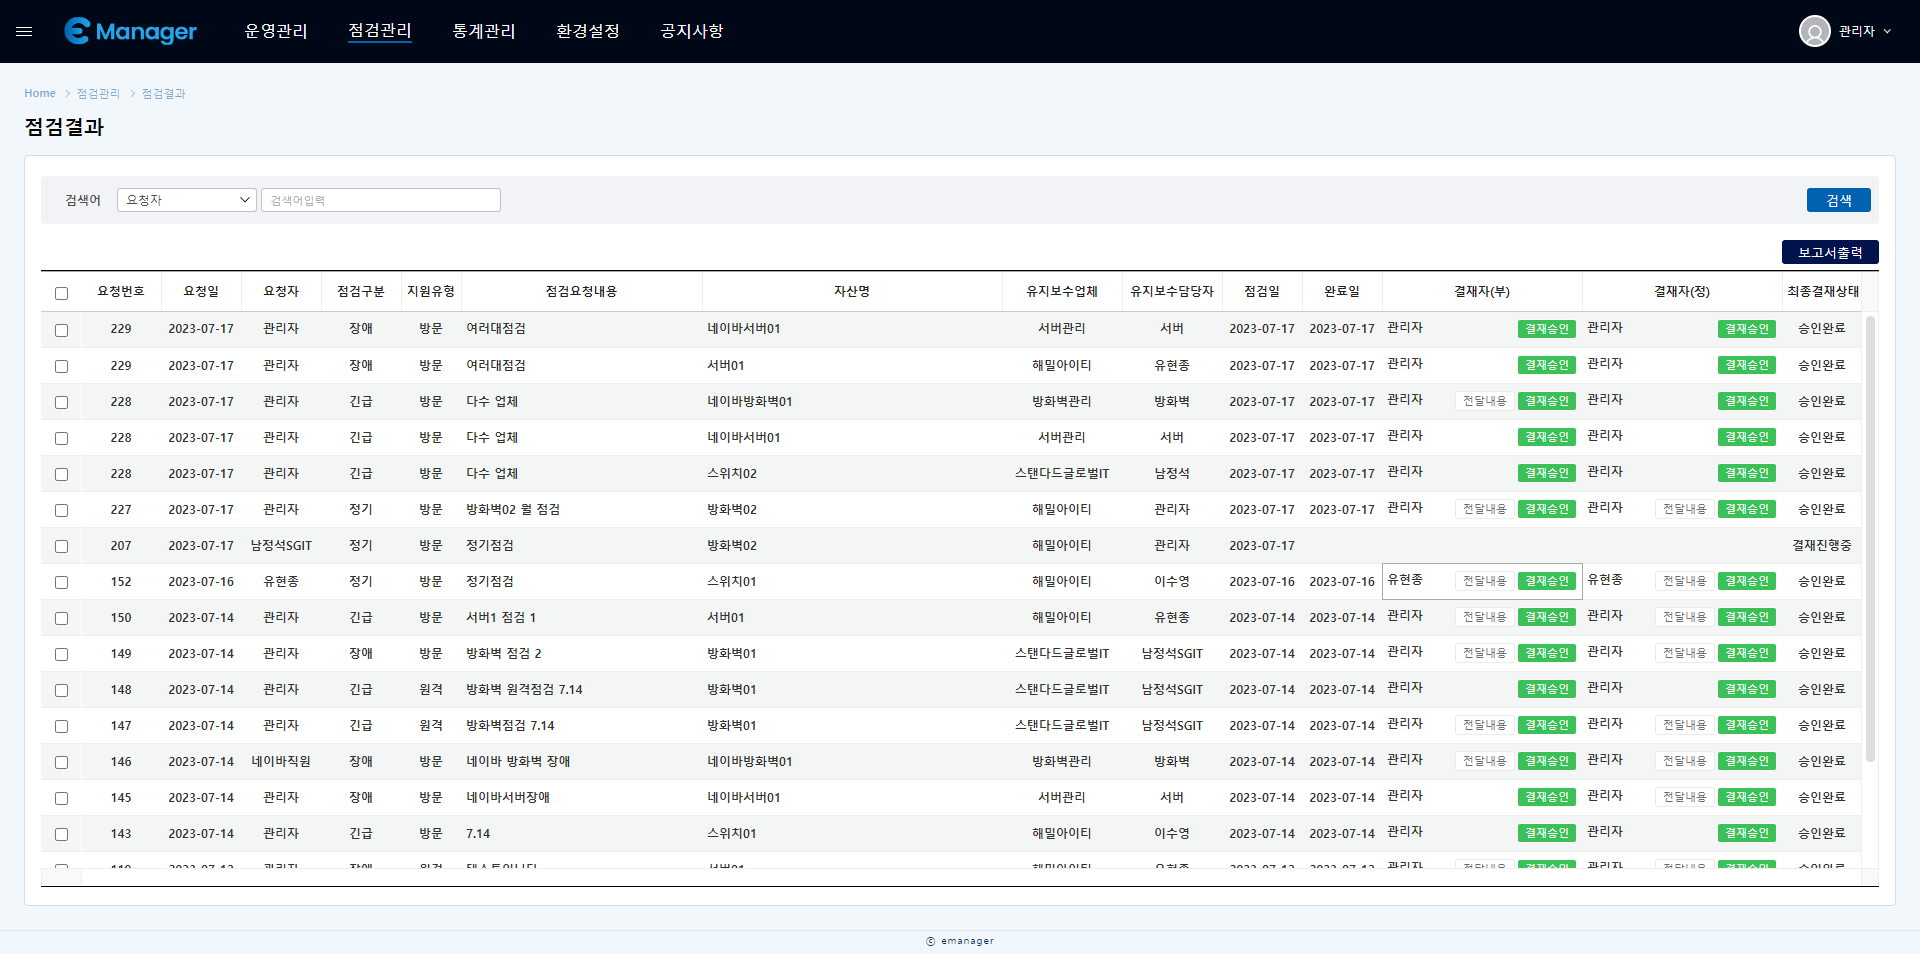 Manager 운영관리 점검관리 통계관리 환경설정 공지사항 관리자
Home > 점검관리 > 점검결과
점검결과
검색어 요청자 검색어입력 검색
보고서출력
요청번호 요청일 요청자 점검구분 지원유형 점검요청내용 자산명 유지보수업체 유지보수담당자 점검일 완료일 결재자(부) 결재자(정) 최종결재상태
229 2023-07-17 관리자 장애 방문 여러대점검 네이바서버01 서버관리 서버 2023-07-17 2023-07-17 관리자 결재승인 관리자 결재승인 승인완료
229 2023-07-17 관리자 장애 방문 여러대점검 서버01 해밀아이티 유현종 2023-07-17 2023-07-17 관리자 결재승인 관리자 결재승인 승인완료
228 2023-07-17 관리자 긴급 방문 다수 업체 네이바방화벽01 방화벽관리 방화벽 2023-07-17 2023-07-17 관리자 전달내용 결재승인 관리자 결재승인 승인완료
228 2023-07-17 관리자 긴급 방문 다수 업체 네이바서버01 서버관리 서버 2023-07-17 2023-07-17 관리자 결재승인 관리자 결재승인 승인완료
228 2023-07-17 관리자 긴급 방문 다수 업체 스위치02 스탠다드글로벌IT 남정석 2023-07-17 2023-07-17 관리자 결재승인 관리자 결재승인 승인완료
227 2023-07-17 관리자 정기 방문 방화벽02 월 점검 방화벽02 해밀아이티 관리자 2023-07-17 2023-07-17 관리자 전달내용 결재승인 관리자 전달내용 결재승인 승인완료
207 2023-07-17 남정석SGIT 정기 방문 정기점검 방화벽02 해밀아이티 관리자 2023-07-17 결재진행중
152 2023-07-16 유현종 정기 방문 정기점검 스위치01 해밀아이티 이수영 2023-07-16 2023-07-16 유현종 전달내용 결재승인 유현종 전달내용 결재승인 승인완료
150 2023-07-14 관리자 긴급 방문 서버1 점검 1 서버01 해밀아이티 유현종 2023-07-14 2023-07-14 관리자 전달내용 결재승인 관리자 전달내용 결재승인 승인완료
149 2023-07-14 관리자 장애 방문 방화벽 점검 2 방화벽01 스탠다드글로벌IT 남정석SGIT 2023-07-14 2023-07-14 관리자 전달내용 결재승인 관리자 전달내용 결재승인 승인완료
148 2023-07-14 관리자 긴급 원격 방화벽 원격점검 7.14 방화벽01 스탠다드글로벌IT 남정석SGIT 2023-07-14 2023-07-14 관리자 결재승인 관리자 결재승인 승인완료
147 2023-07-14 관리자 긴급 원격 방화벽점검 7.14 방화벽01 스탠다드글로벌IT 남정석SGIT 2023-07-14 2023-07-14 관리자 전달내용 결재승인 관리자 전달내용 결재승인 승인완료
146 2023-07-14 네이바직원 장애 방문 네이바 방화벽 장애 네이바방화벽01 방화벽관리 방화벽 2023-07-14 2023-07-14 관리자 전달내용 결재승인 관리자 전달내용 결재승인 승인완료
145 2023-07-14 관리자 장애 방문 네이바서버장애 네이바서버01 서버관리 서버 2023-07-14 2023-07-14 관리자 결재승인 관리자 전달내용 결재승인 승인완료
143 2023-07-14 관리자 긴급 방문 7.14 스위치01 해밀아이티 이수영 2023-07-14 2023-07-14 관리자 결재승인 관리자 결재승인 승인완료
ⓒ emanager